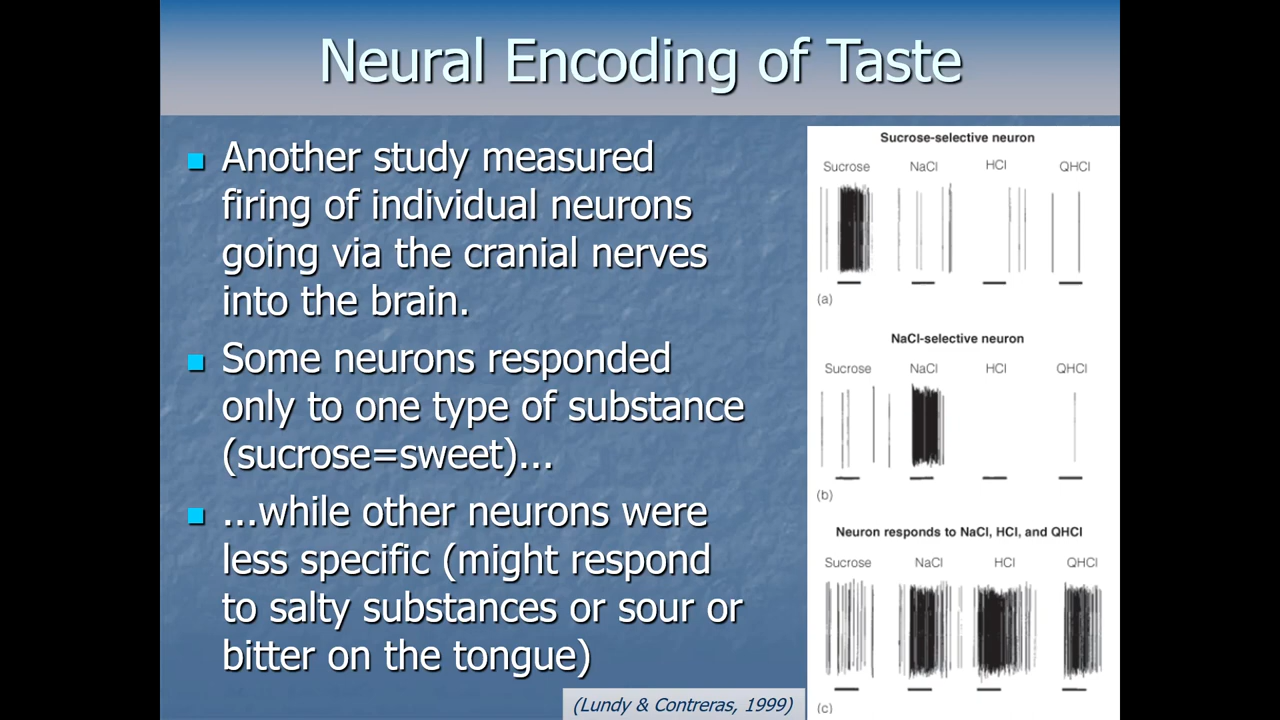 Neural Encoding of Taste
Another study measured
firing of individual neurons
going via the cranial nerves
into the brain.
Some neurons responded
only to one type of substance
(sucrose=sweet)...
...while other neurons were
less specific (might respond
to salty substances or sour or
bitter on the tongue)
(Lundy & Contreras, 1999)
Sucrose-selective neuron
Sucrose NaCl HCl QHCl
(a)
NaCl-selective neuron
Sucrose NaCl HCl QHCl
(b)
Neuron responds to NaCl, HCl, and QHCl
Sucrose NaCl HCl QHCl
(c)